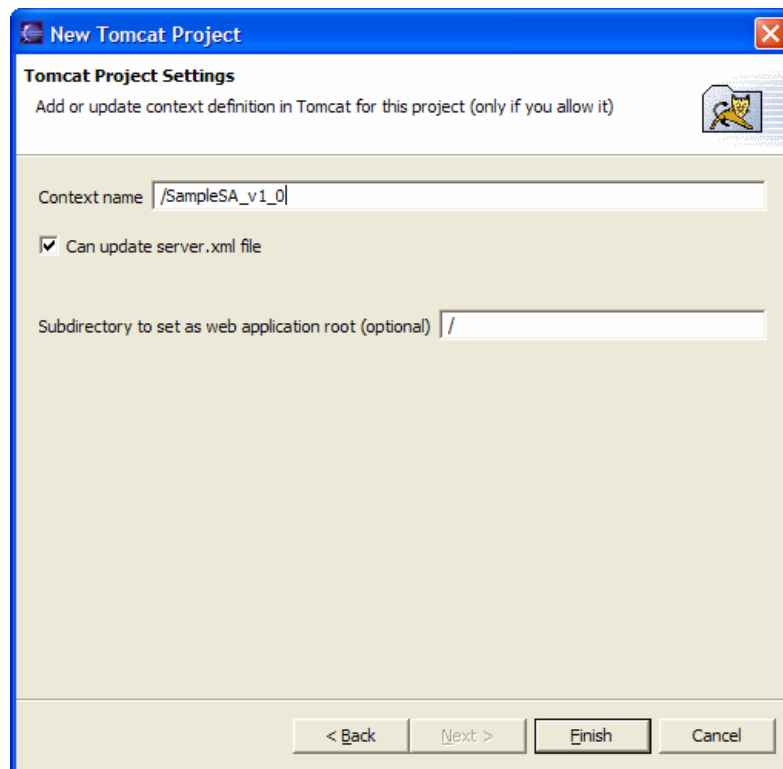 New Tomcat Project
Tomcat Project Settings
Add or update context definition in Tomcat for this project (only if you allow it)
Context name /SampleSA_v1_0
Can update server.xml file
Subdirectory to set as web application root (optional) /
< Back Next > Finish Cancel